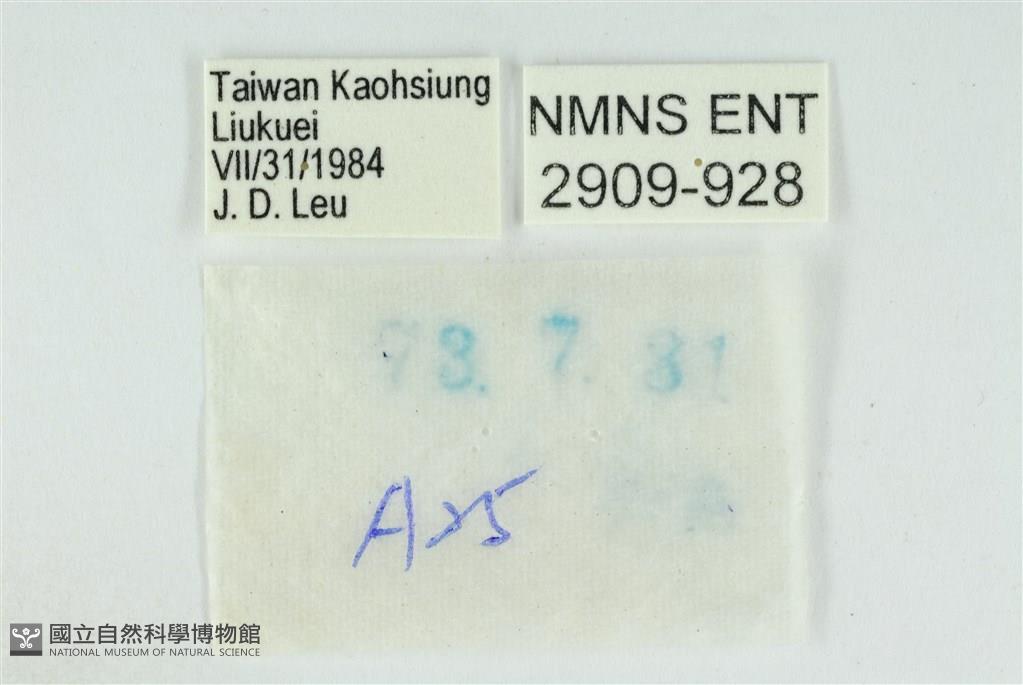 Taiwan Kaohsiung
Liukuei
VII/31/1984
J. D. Leu
NMNS ENT
2909-928
73. 7. 31
A25
國立自然科學博物館
NATIONAL MUSEUM OF NATURAL SCIENCE